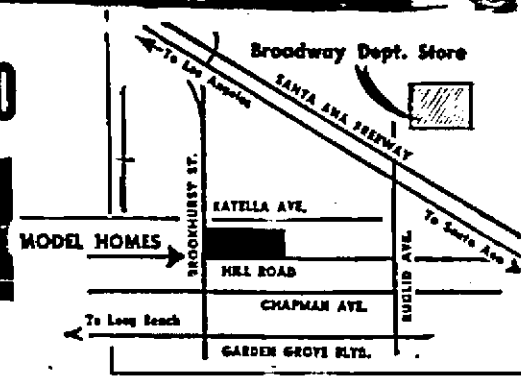 Broadway Dept. Store
To Los Angeles
SANTA ANA FREEWAY
BROOKHURST ST.
KATELLA AVE.
To Santa Ana
MODEL HOMES
HILL ROAD
EUCLID AVE.
CHAPMAN AVE.
To Long Beach
GARDEN GROVE BLVD.